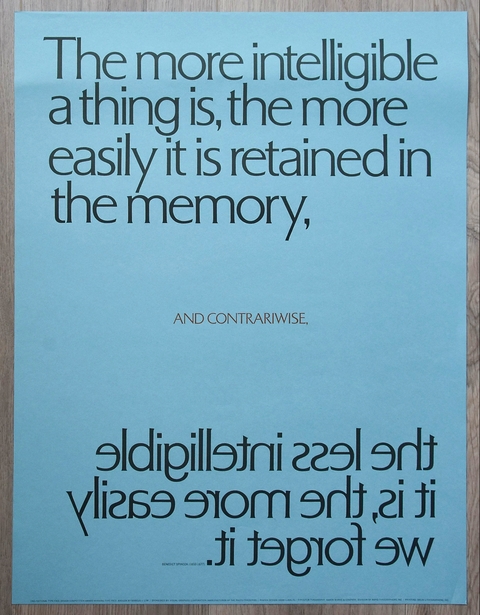 The more intelligible
a thing is, the more
easily it is retained in
the memory,
AND CONTRARIWISE,
the less intelligible
it is, the more easily
we forget it.